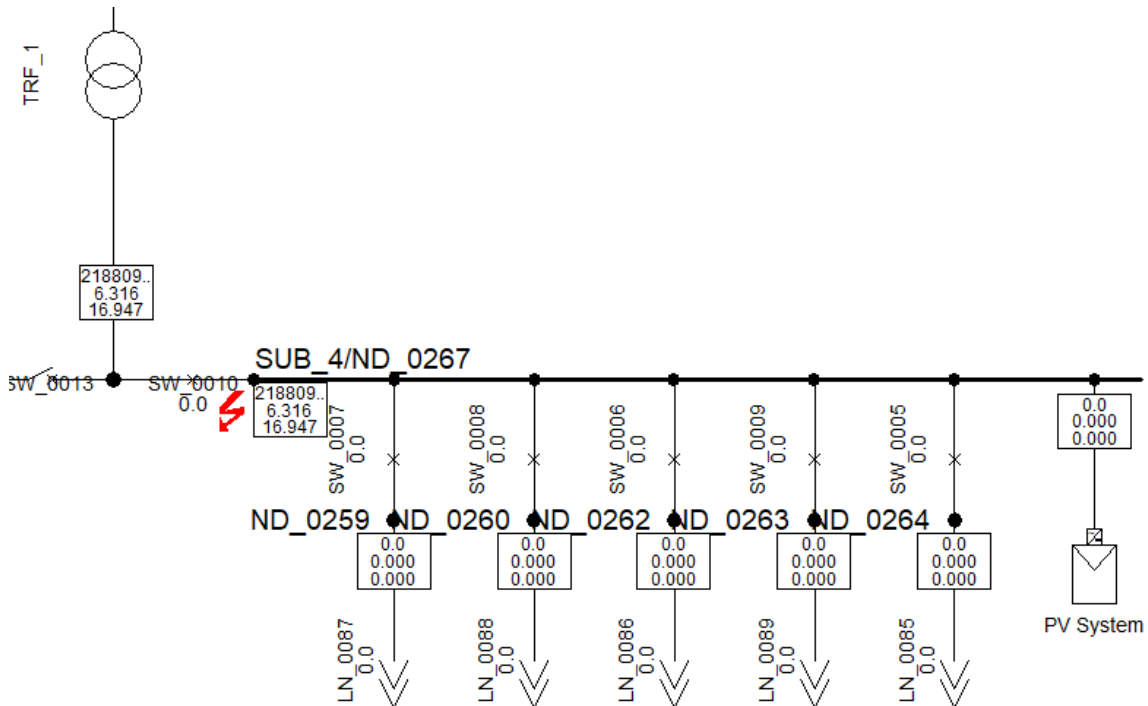 TRF_1
218809..
6.316
16.947
SUB_4/ND_0267
SW_0013
SW_0010
0.0
218809..
6.316
16.947
SW_0007
0.0
SW_0008
0.0
SW_0006
0.0
SW_0009
0.0
SW_0005
0.0
0.0
0.000
0.000
ND_0259
ND_0260
ND_0262
ND_0263
ND_0264
0.0
0.000
0.000
0.0
0.000
0.000
0.0
0.000
0.000
0.0
0.000
0.000
0.0
0.000
0.000
PV System
LN_0087
0.0
LN_0088
0.0
LN_0086
0.0
LN_0089
0.0
LN_0085
0.0